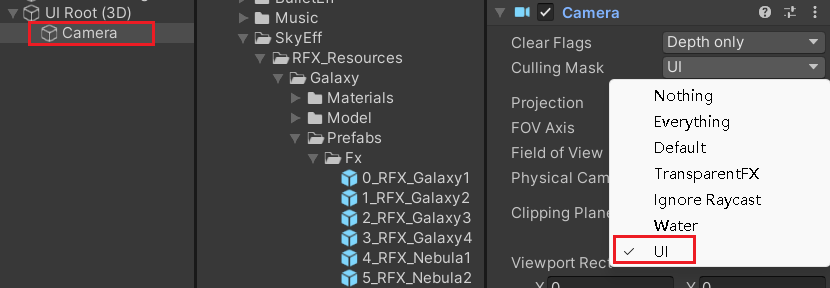 UI Root (3D)
Camera
Music
SkyEff
RFX_Resources
Galaxy
Materials
Model
Prefabs
Fx
0_RFX_Galaxy1
1_RFX_Galaxy2
2_RFX_Galaxy3
3_RFX_Galaxy4
4_RFX_Nebula1
5_RFX_Nebula2
Camera
Clear Flags Depth only
Culling Mask UI
Projection
FOV Axis
Field of View
Physical Cam
Clipping Plane
Viewport Rect
X 0 Y 0
Nothing
Everything
Default
TransparentFX
Ignore Raycast
Water
UI